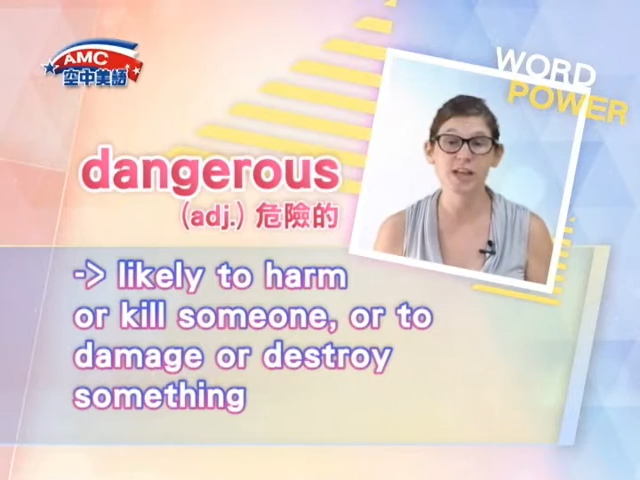 AMC
空中美語
WORD
POWER
dangerous
(adj.) 危險的
-> likely to harm
or kill someone, or to
damage or destroy
something